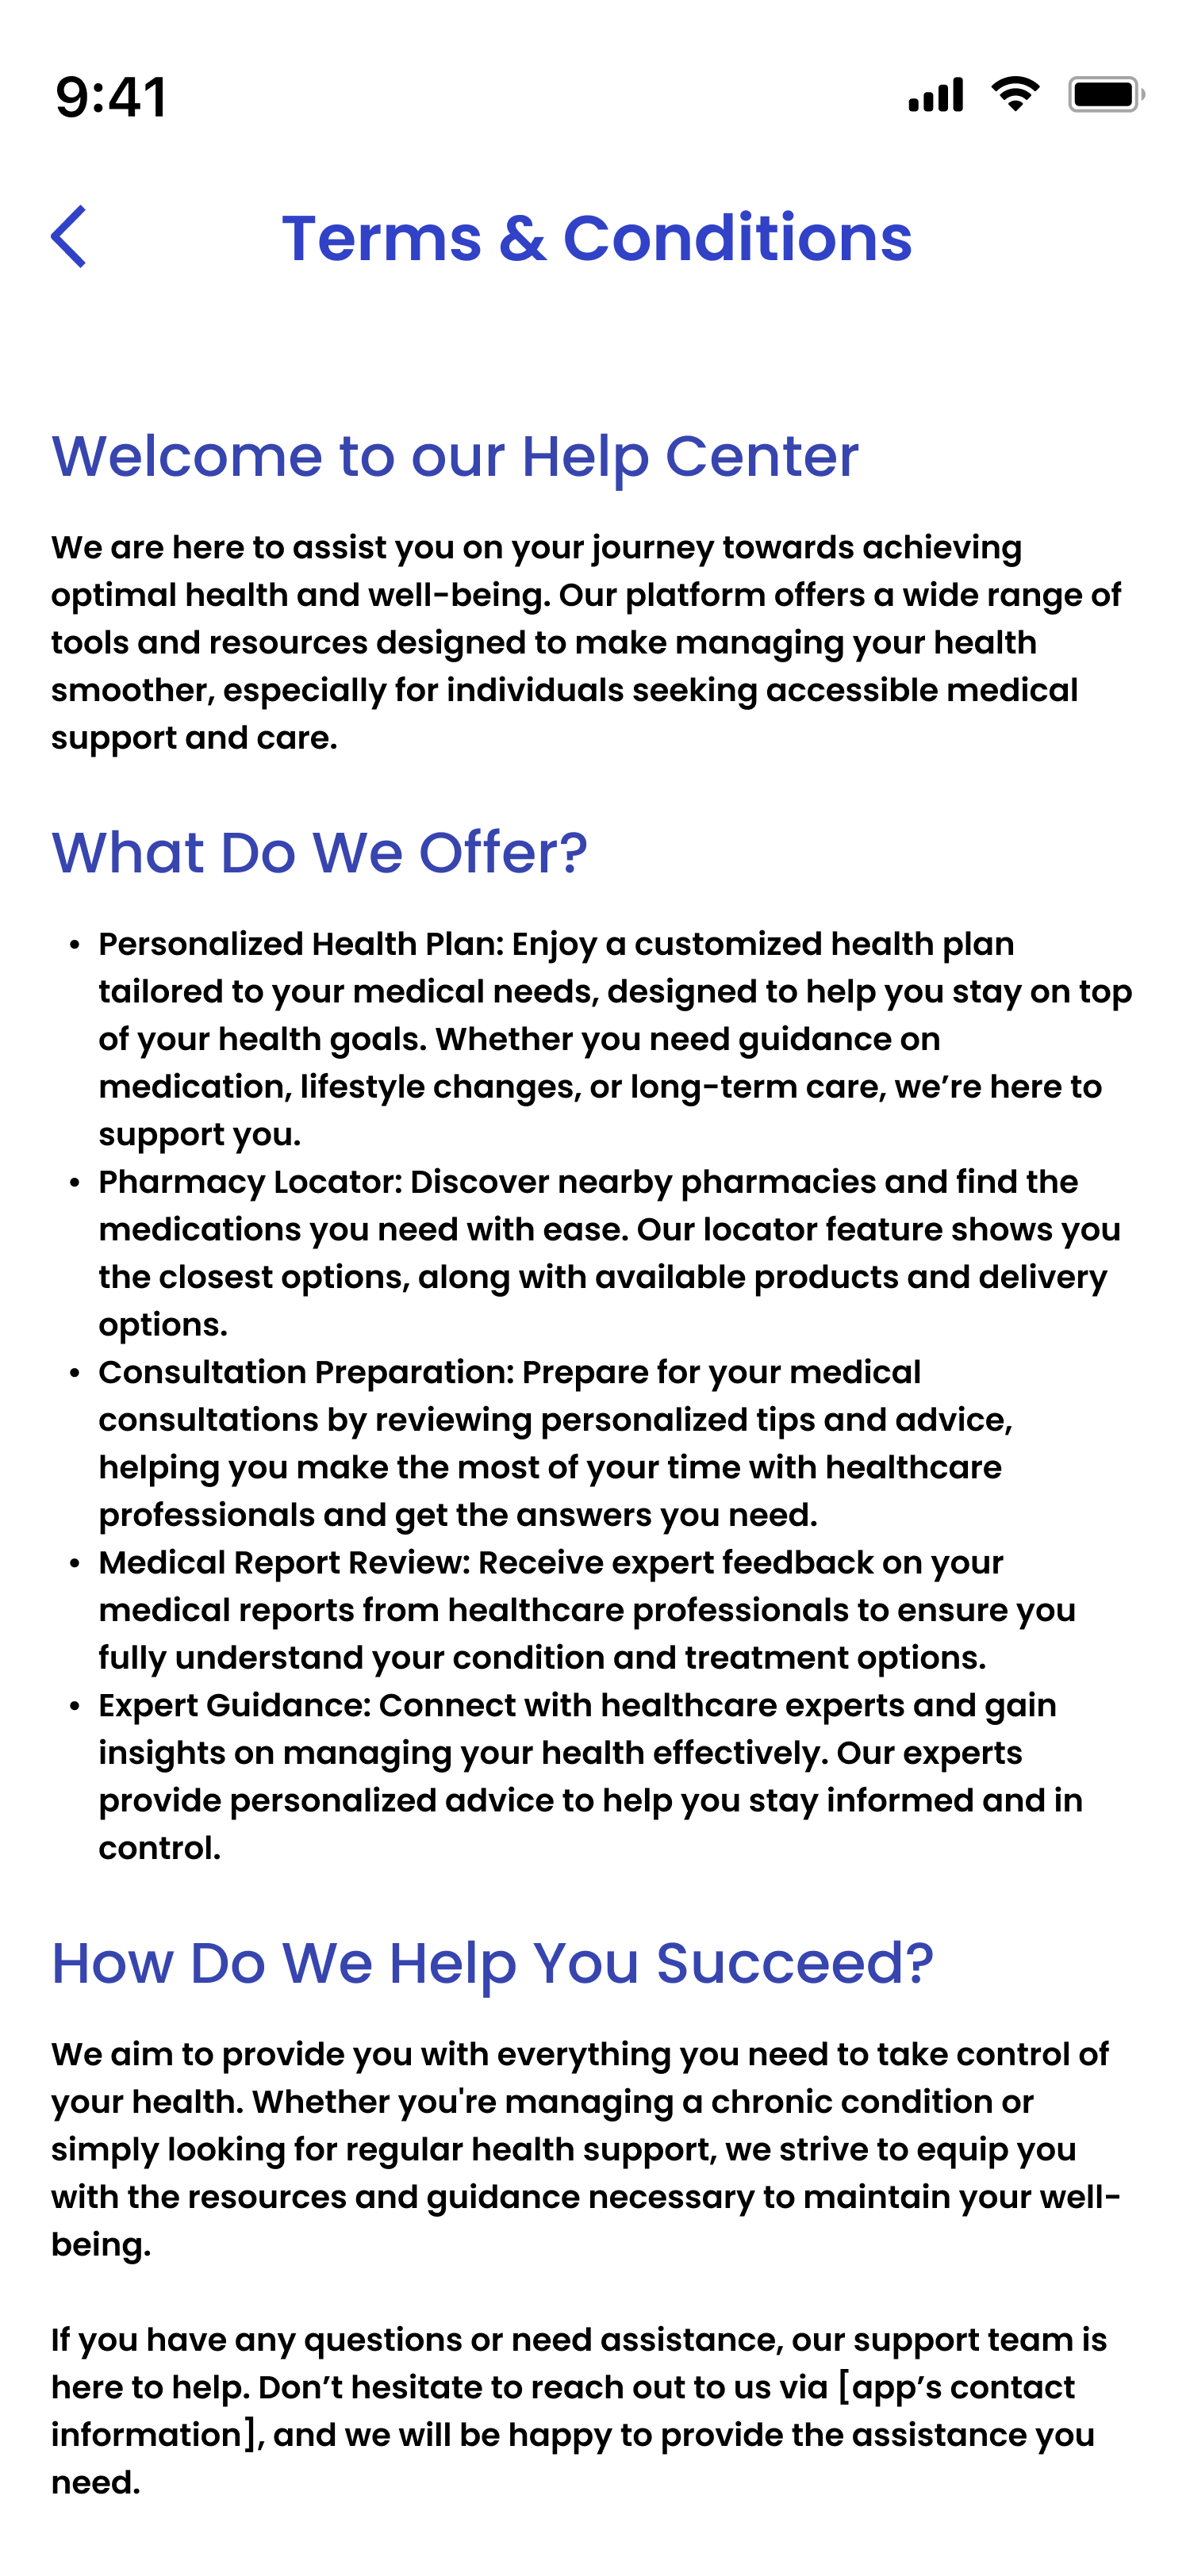 9:41
Terms & Conditions
Welcome to our Help Center
We are here to assist you on your journey towards achieving
optimal health and well-being. Our platform offers a wide range of
tools and resources designed to make managing your health
smoother, especially for individuals seeking accessible medical
support and care.
What Do We Offer?
• Personalized Health Plan: Enjoy a customized health plan
tailored to your medical needs, designed to help you stay on top
of your health goals. Whether you need guidance on
medication, lifestyle changes, or long-term care, we’re here to
support you.
• Pharmacy Locator: Discover nearby pharmacies and find the
medications you need with ease. Our locator feature shows you
the closest options, along with available products and delivery
options.
• Consultation Preparation: Prepare for your medical
consultations by reviewing personalized tips and advice,
helping you make the most of your time with healthcare
professionals and get the answers you need.
• Medical Report Review: Receive expert feedback on your
medical reports from healthcare professionals to ensure you
fully understand your condition and treatment options.
• Expert Guidance: Connect with healthcare experts and gain
insights on managing your health effectively. Our experts
provide personalized advice to help you stay informed and in
control.
How Do We Help You Succeed?
We aim to provide you with everything you need to take control of
your health. Whether you're managing a chronic condition or
simply looking for regular health support, we strive to equip you
with the resources and guidance necessary to maintain your well-
being.
If you have any questions or need assistance, our support team is
here to help. Don’t hesitate to reach out to us via [app’s contact
information], and we will be happy to provide the assistance you
need.